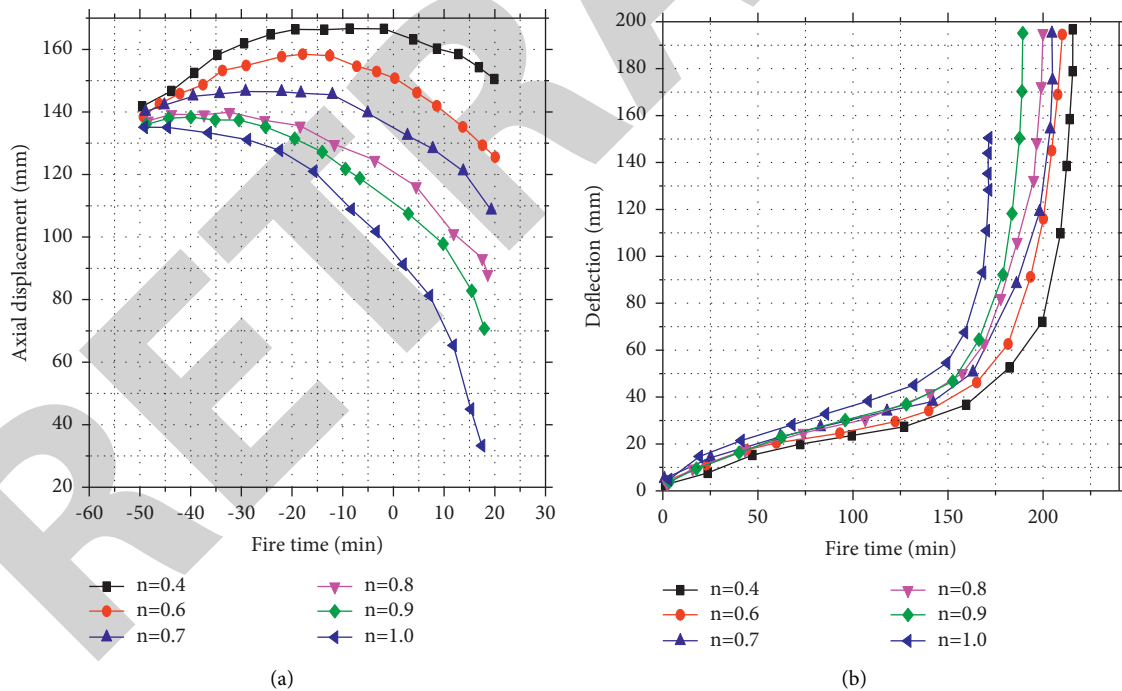 160
140
120
100
80
60
40
20
Axial displacement (mm)
-60 -50 -40 -30 -20 -10 0 10 20 30
Fire time (min)
n=0.4
n=0.6
n=0.7
n=0.8
n=0.9
n=1.0
(a)
200
180
160
140
120
100
80
60
40
20
0
Deflection (mm)
0 50 100 150 200
Fire time (min)
n=0.4
n=0.6
n=0.7
n=0.8
n=0.9
n=1.0
(b)